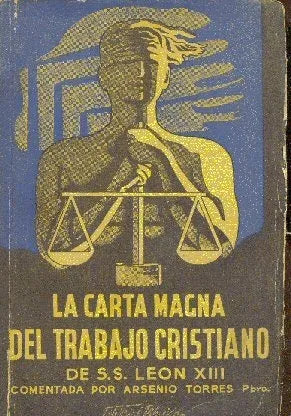 LA CARTA MAGNA
DEL TRABAJO CRISTIANO
DE S.S. LEON XIII
COMENTADA POR ARSENIO TORRES Pbro.